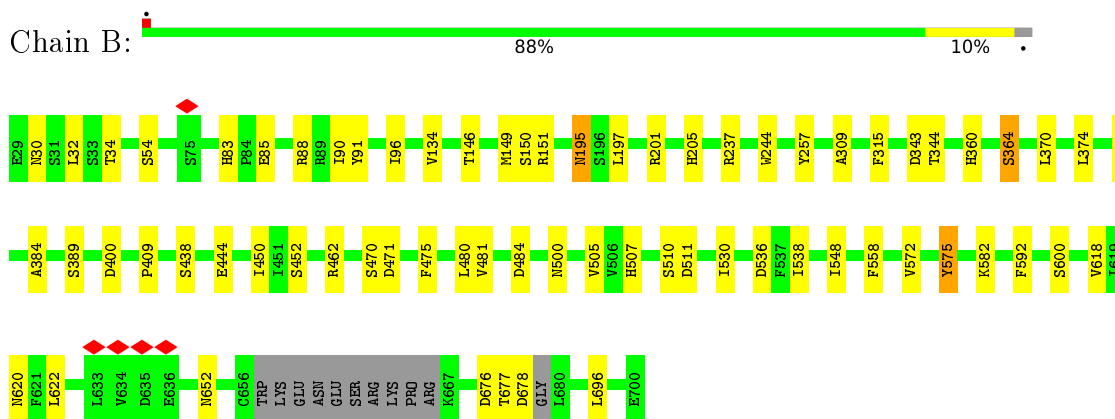 Chain B:
88%
10%
E29 N30 S31 L32 S33 T34 S54 S75 H83 P84 E85 R88 R89 I90 Y91 I96 V134 T146 M149 S150 R151 N195 S196 L197 R201 H205 R237 W244 Y257 A309 F315 D343 T344 H360 S364 L370 L374
A384 S389 D400 P409 S438 E444 I450 I451 S452 R462 S470 D471 F475 L480 V481 D484 N500 V505 V506 H507 S510 D511 I530 D536 F537 I538 I548 F558 V572 Y575 K582 F592 S600 V618 I619
N620 F621 L622 L633 V634 D635 E636 N652 C656 TRP LYS GLU ASN GLU SER ARG LYS PRO ARG K667 D676 T677 D678 GLY L680 L696 E700